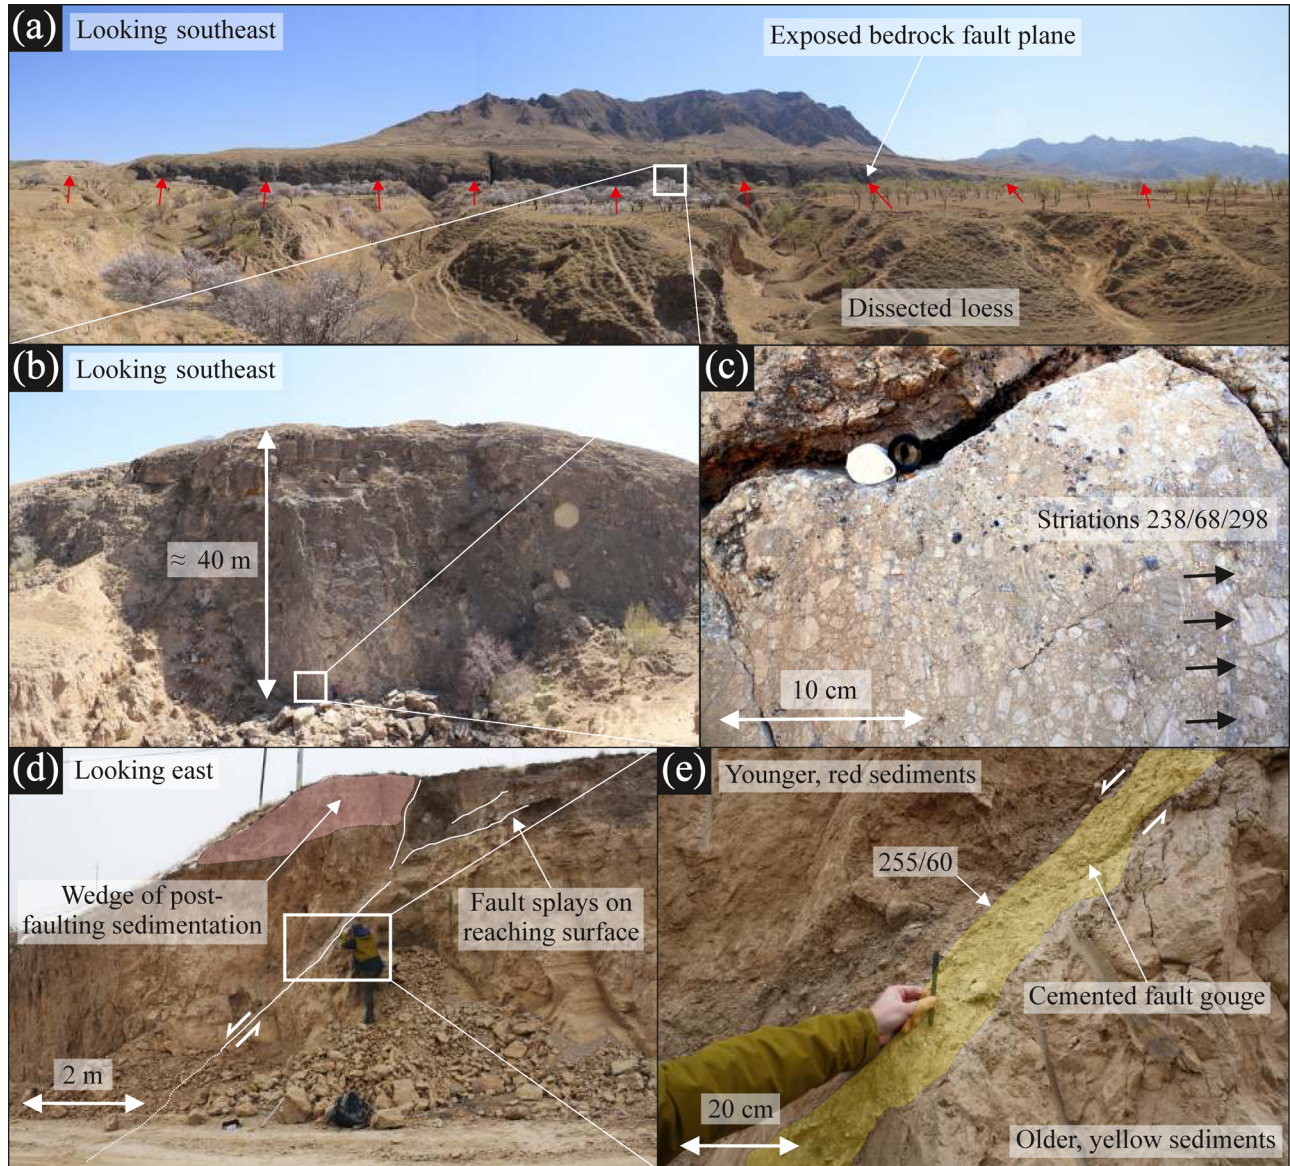 (a)
Looking southeast
Exposed bedrock fault plane
Dissected loess
(b)
Looking southeast
≈ 40 m
(c)
Striations 238/68/298
10 cm
(d)
Looking east
Wedge of post-
faulting sedimentation
Fault splays on
reaching surface
2 m
(e)
Younger, red sediments
255/60
Cemented fault gouge
20 cm
Older, yellow sediments